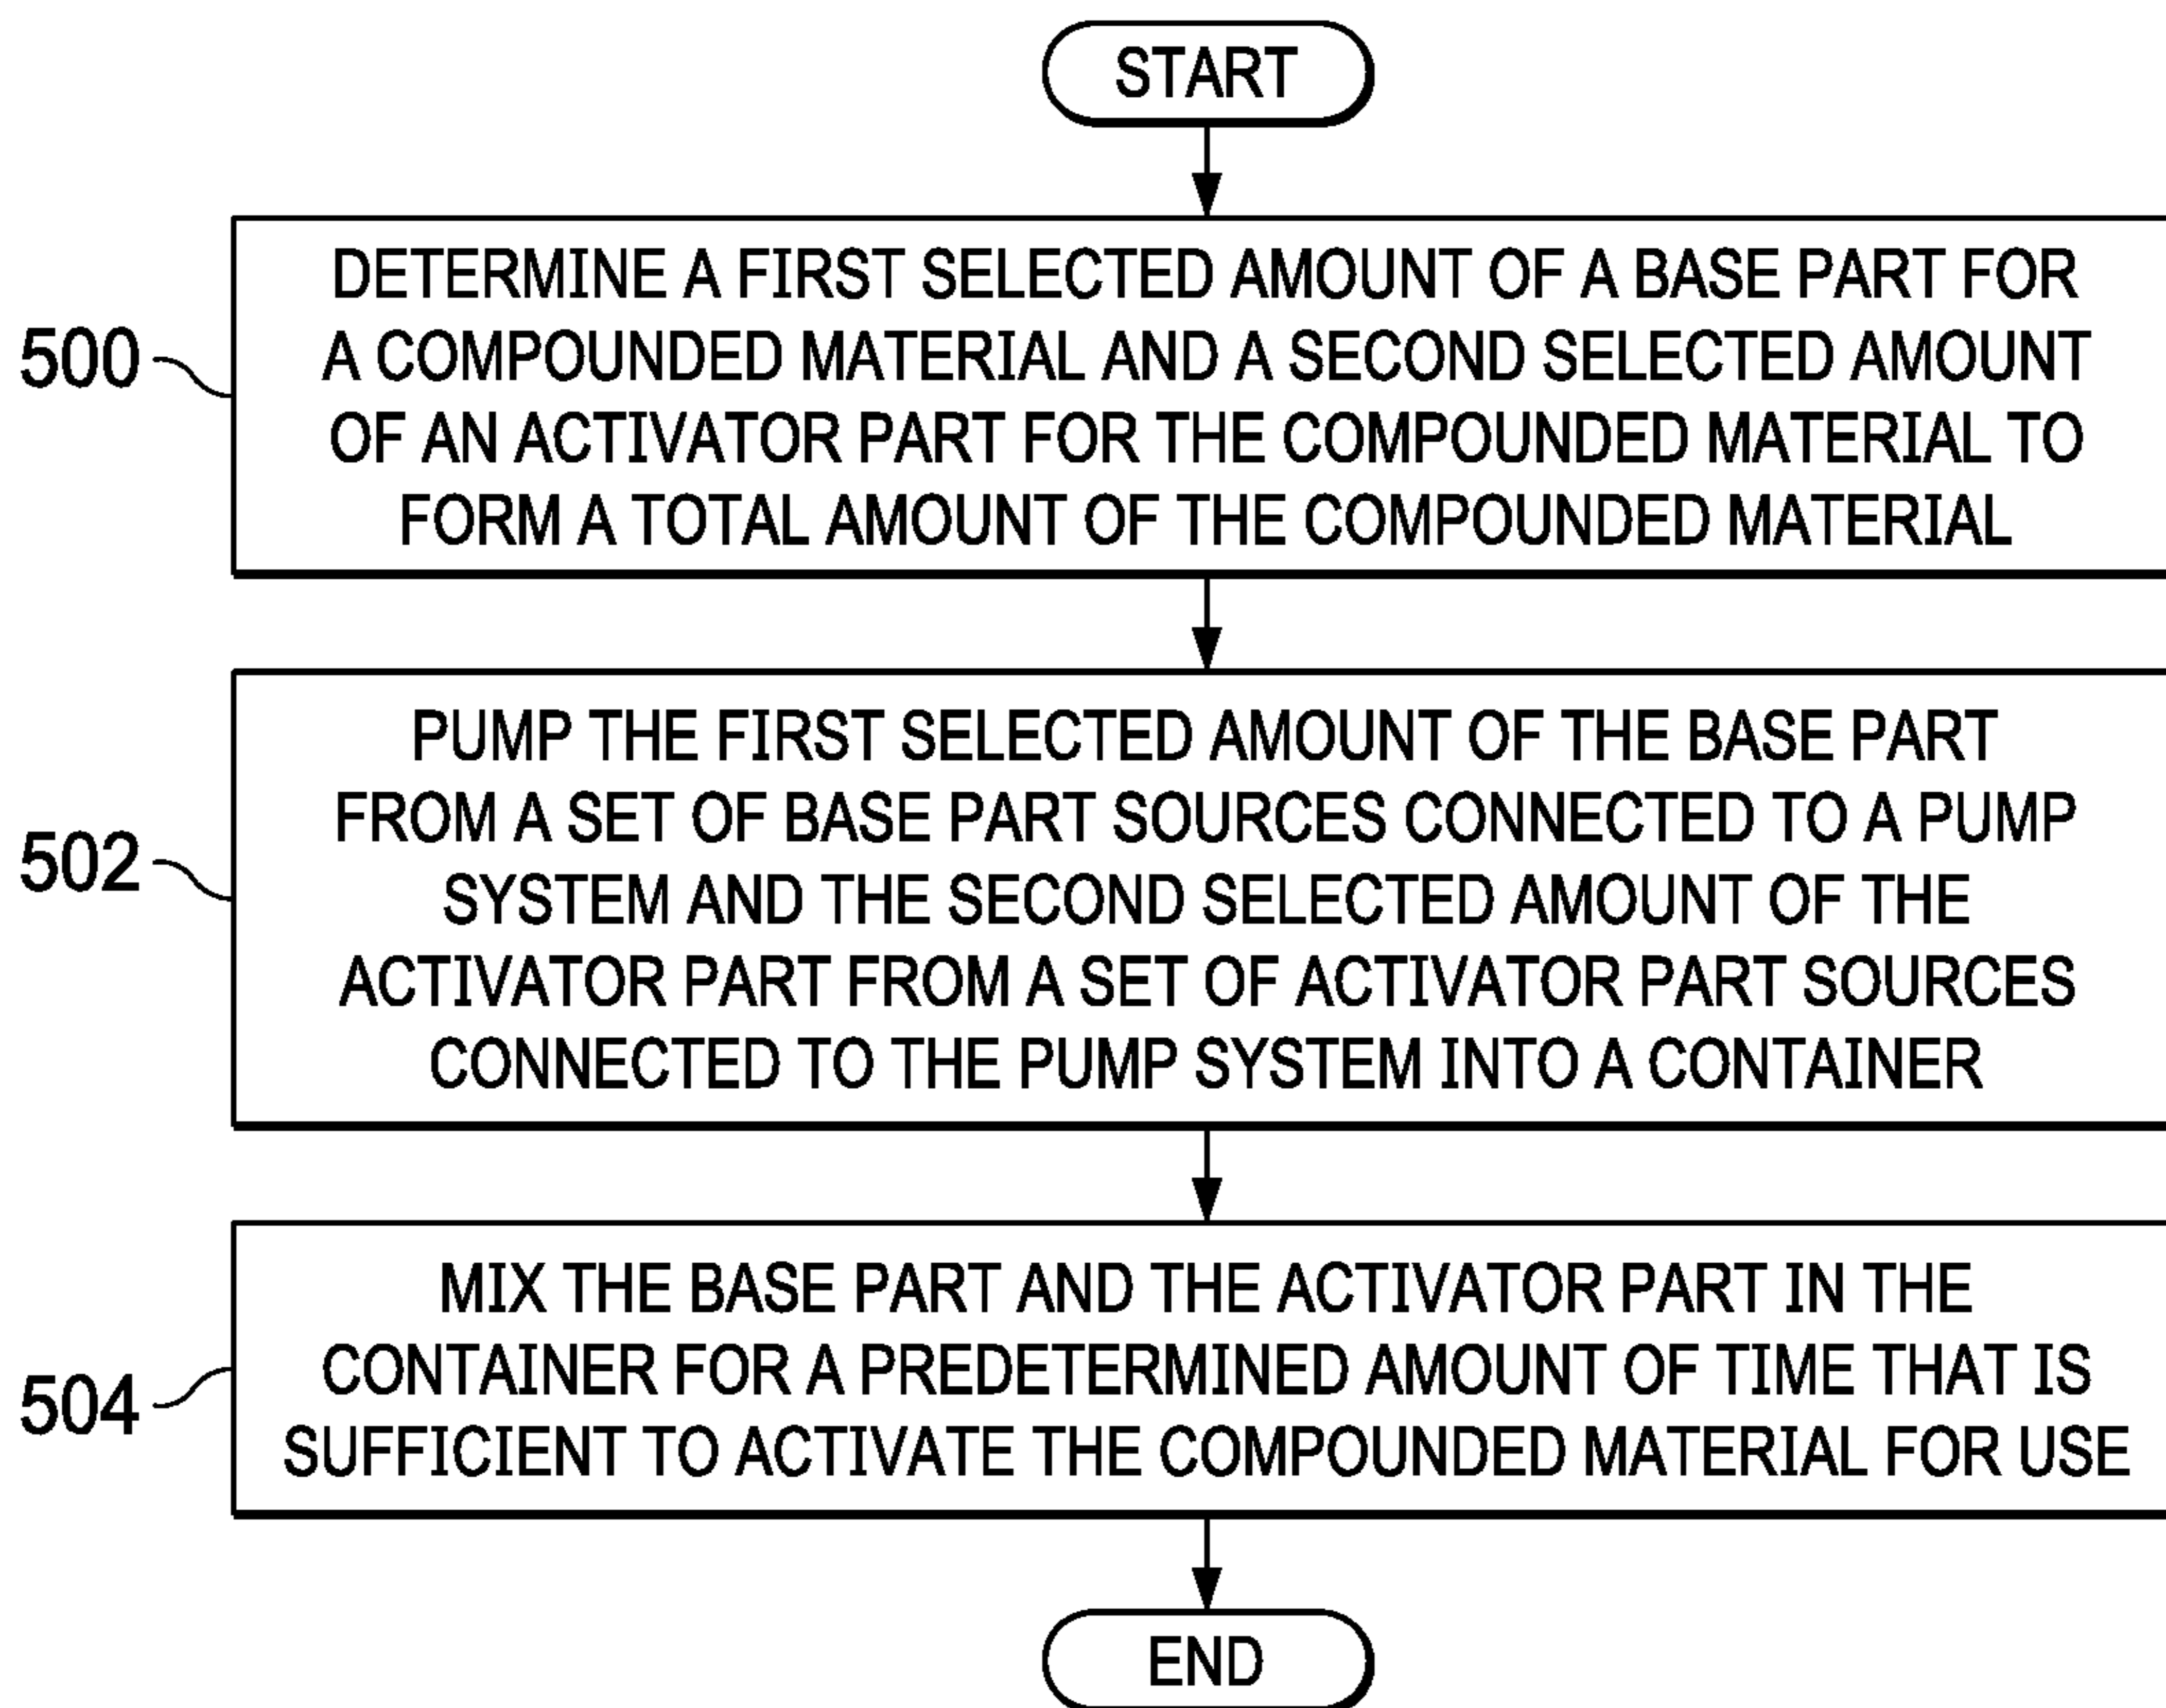 START
500
DETERMINE A FIRST SELECTED AMOUNT OF A BASE PART FOR
A COMPOUNDED MATERIAL AND A SECOND SELECTED AMOUNT
OF AN ACTIVATOR PART FOR THE COMPOUNDED MATERIAL TO
FORM A TOTAL AMOUNT OF THE COMPOUNDED MATERIAL
502
PUMP THE FIRST SELECTED AMOUNT OF THE BASE PART
FROM A SET OF BASE PART SOURCES CONNECTED TO A PUMP
SYSTEM AND THE SECOND SELECTED AMOUNT OF THE
ACTIVATOR PART FROM A SET OF ACTIVATOR PART SOURCES
CONNECTED TO THE PUMP SYSTEM INTO A CONTAINER
504
MIX THE BASE PART AND THE ACTIVATOR PART IN THE
CONTAINER FOR A PREDETERMINED AMOUNT OF TIME THAT IS
SUFFICIENT TO ACTIVATE THE COMPOUNDED MATERIAL FOR USE
END